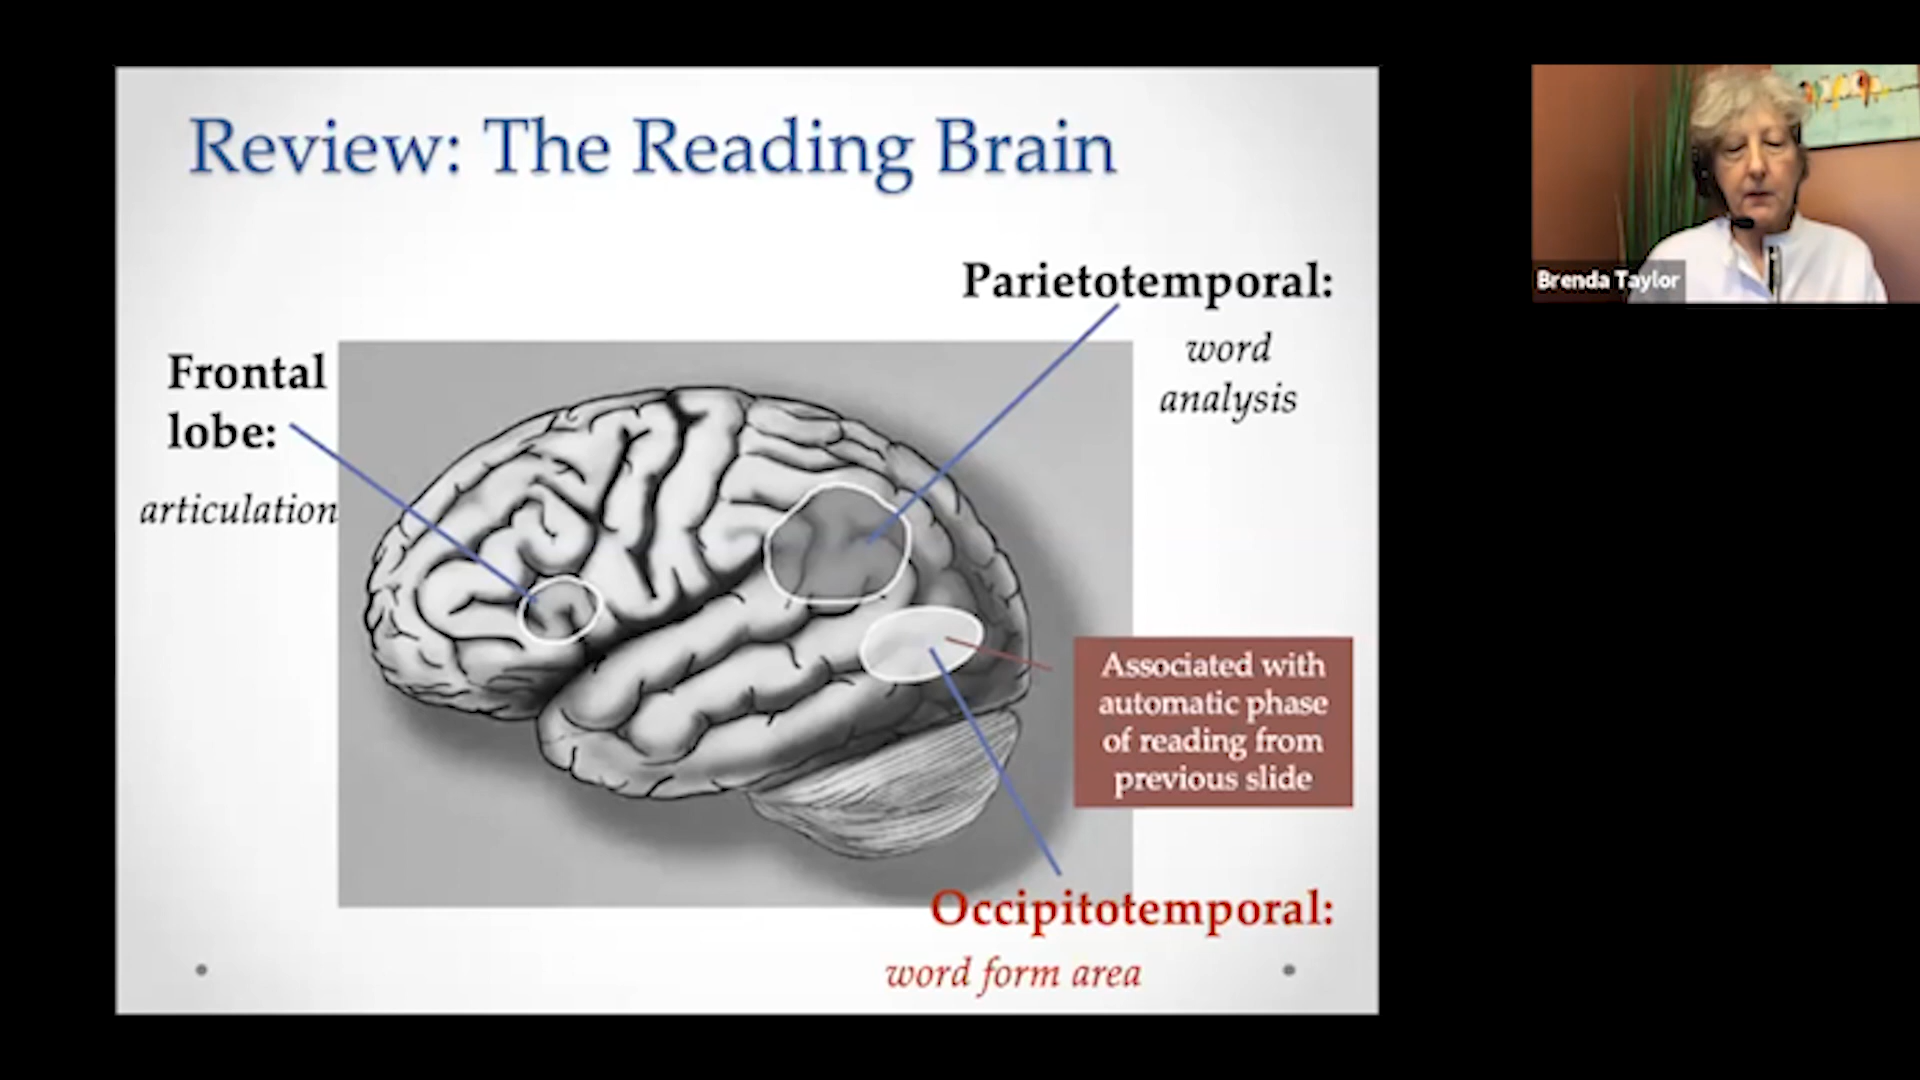 Review: The Reading Brain
Parietotemporal:
word
analysis
Frontal
lobe:
articulation
Associated with
automatic phase
of reading from
previous slide
Occipitotemporal:
word form area
Brenda Taylor